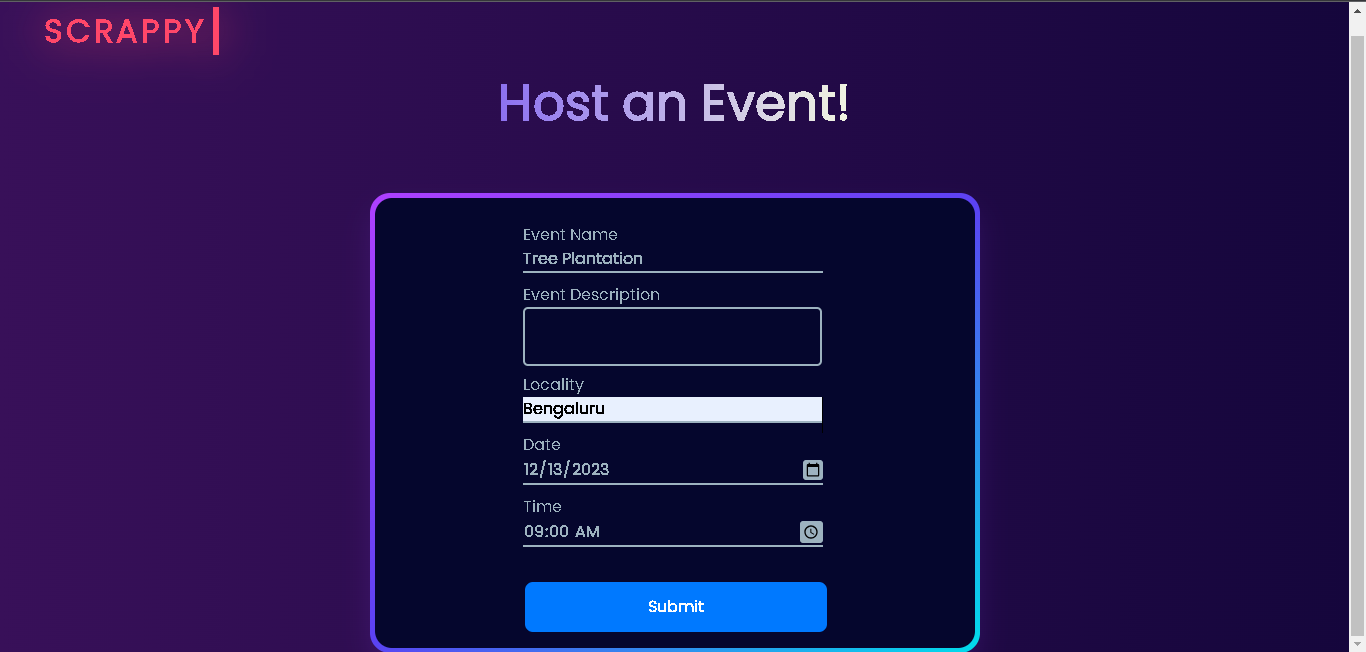 SCRAPPY
Host an Event!
Event Name
Tree Plantation
Event Description
Locality
Bengaluru
Date
12/13/2023
Time
09:00 AM
Submit